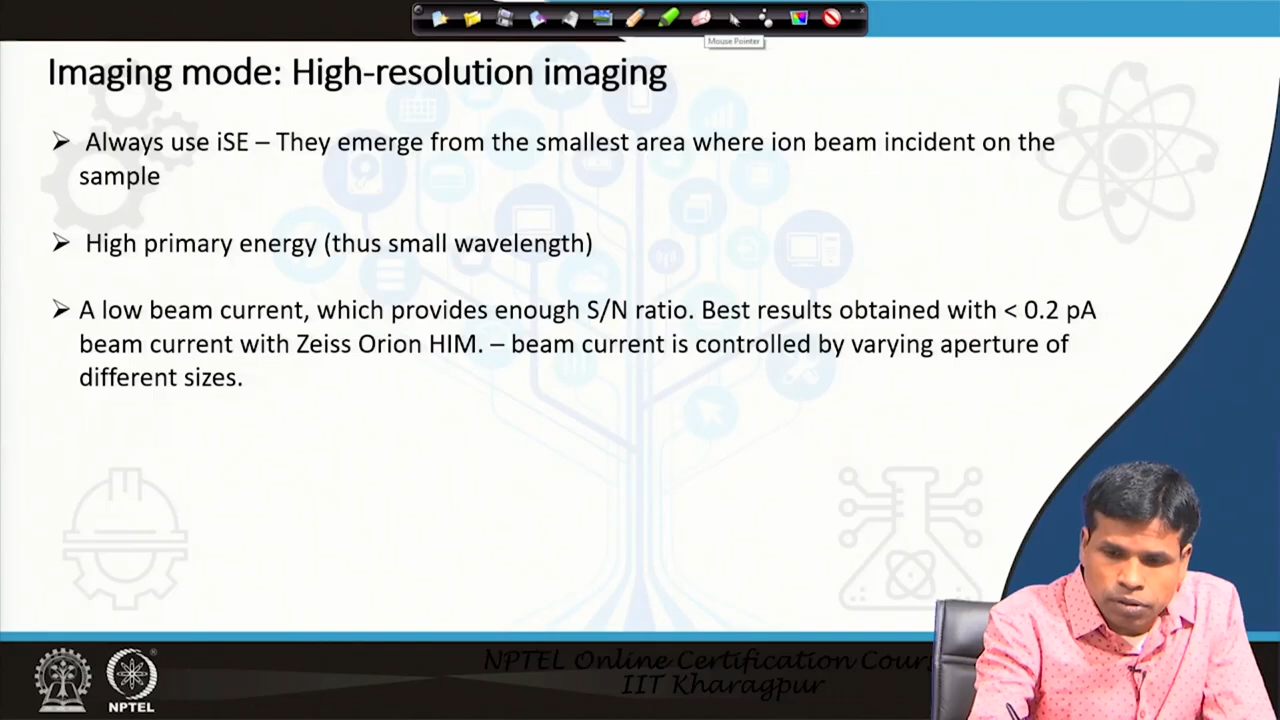 Mouse Pointer
Imaging mode: High-resolution imaging
➢ Always use iSE – They emerge from the smallest area where ion beam incident on the
sample
➢ High primary energy (thus small wavelength)
➢ A low beam current, which provides enough S/N ratio. Best results obtained with < 0.2 pA
beam current with Zeiss Orion HIM. – beam current is controlled by varying aperture of
different sizes.
NPTEL Online Certification Cour
IIT Kharagpur
NPTEL